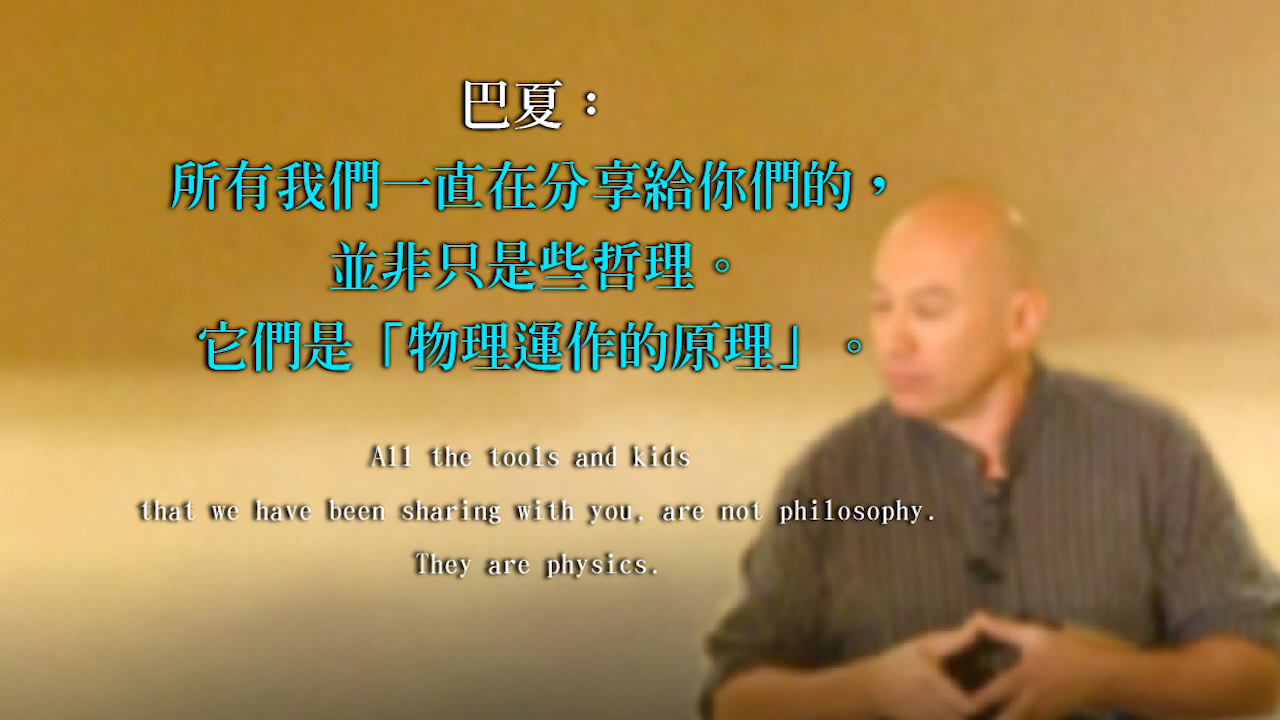 巴夏：
所有我們一直在分享給你們的，
並非只是些哲理。
它們是「物理運作的原理」。
All the tools and kids
that we have been sharing with you, are not philosophy.
They are physics.